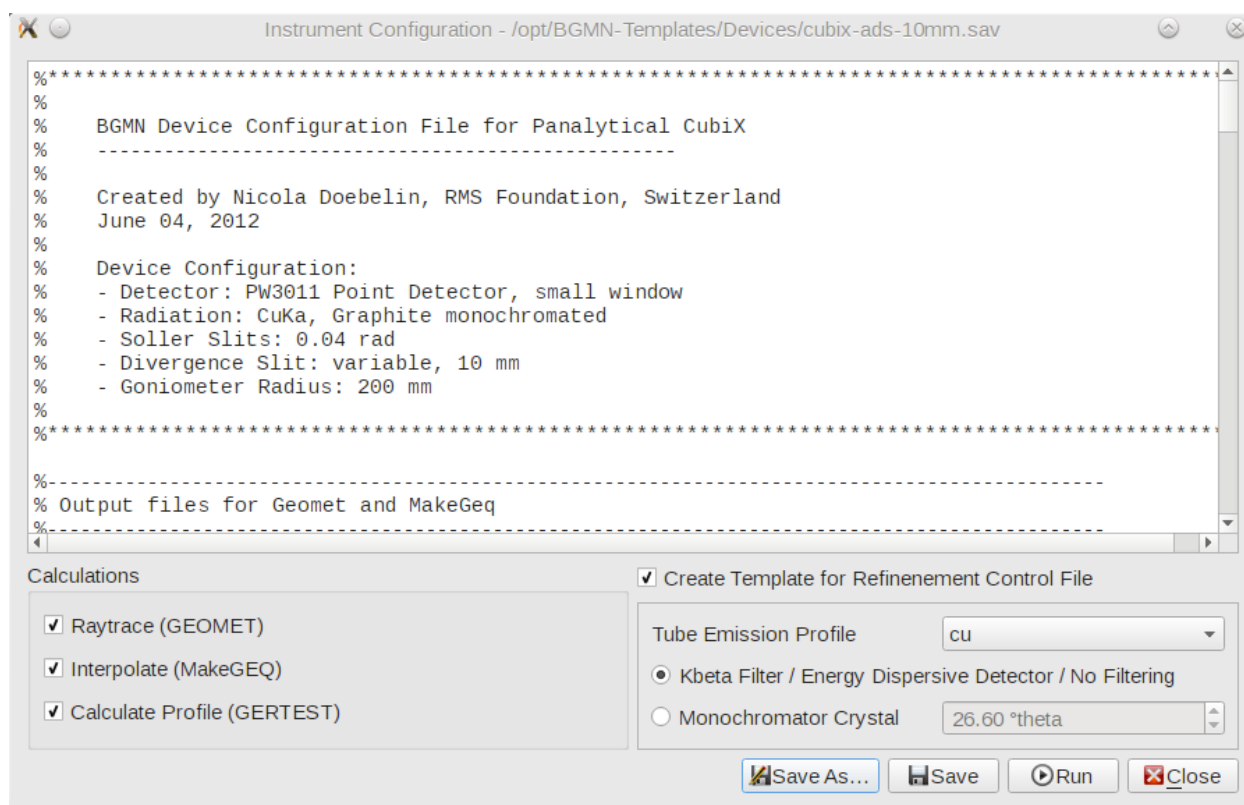 Instrument Configuration - /opt/BGMN-Templates/Devices/cubix-ads-10mm.sav
%***********************************************************************************************
%
% BGMN Device Configuration File for Panalytical CubiX
% ----------------------------------------------------
%
% Created by Nicola Doebelin, RMS Foundation, Switzerland
% June 04, 2012
%
% Device Configuration:
% - Detector: PW3011 Point Detector, small window
% - Radiation: CuKa, Graphite monochromated
% - Soller Slits: 0.04 rad
% - Divergence Slit: variable, 10 mm
% - Goniometer Radius: 200 mm
%
%***********************************************************************************************
%-----------------------------------------------------------------------------------------------
% Output files for Geomet and MakeGeq
%-----------------------------------------------------------------------------------------------
Calculations
Raytrace (GEOMET)
Interpolate (MakeGEQ)
Calculate Profile (GERTEST)
Create Template for Refinenement Control File
Tube Emission Profile cu
Kbeta Filter / Energy Dispersive Detector / No Filtering
Monochromator Crystal 26.60 °theta
Save As... Save Run Close